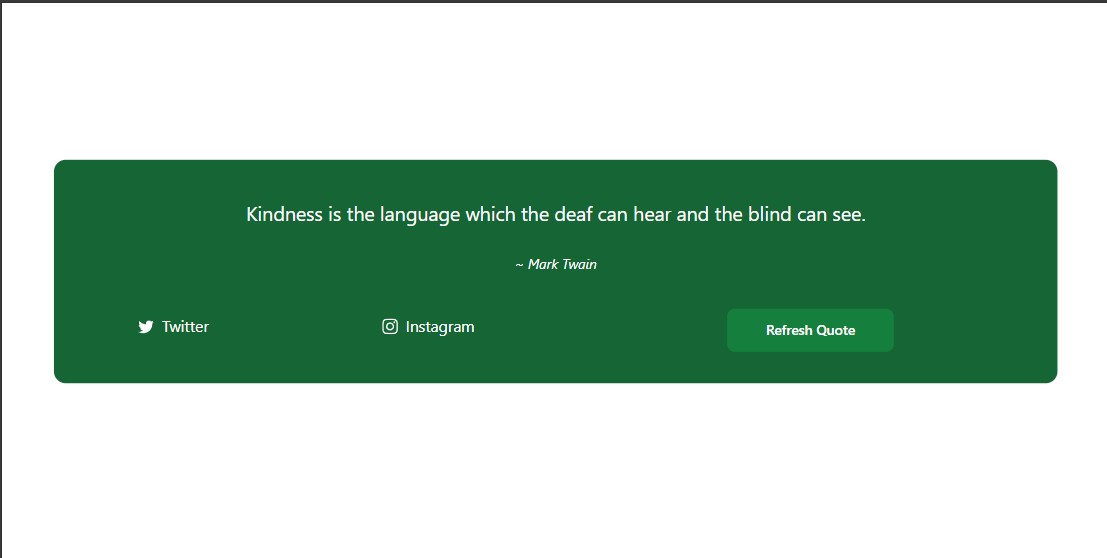 Kindness is the language which the deaf can hear and the blind can see.
~ Mark Twain
Twitter
Instagram
Refresh Quote